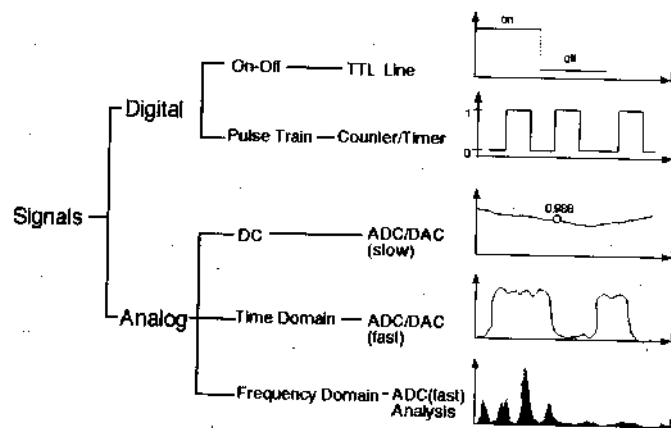 on
On-Off
TTL Line
off
Digital
1
Pulse Train
Counter/Timer
0
Signals
0.988
DC
ADC/DAC
(slow)
Analog
Time Domain
ADC/DAC
(fast)
Frequency Domain
ADC(fast)
Analysis